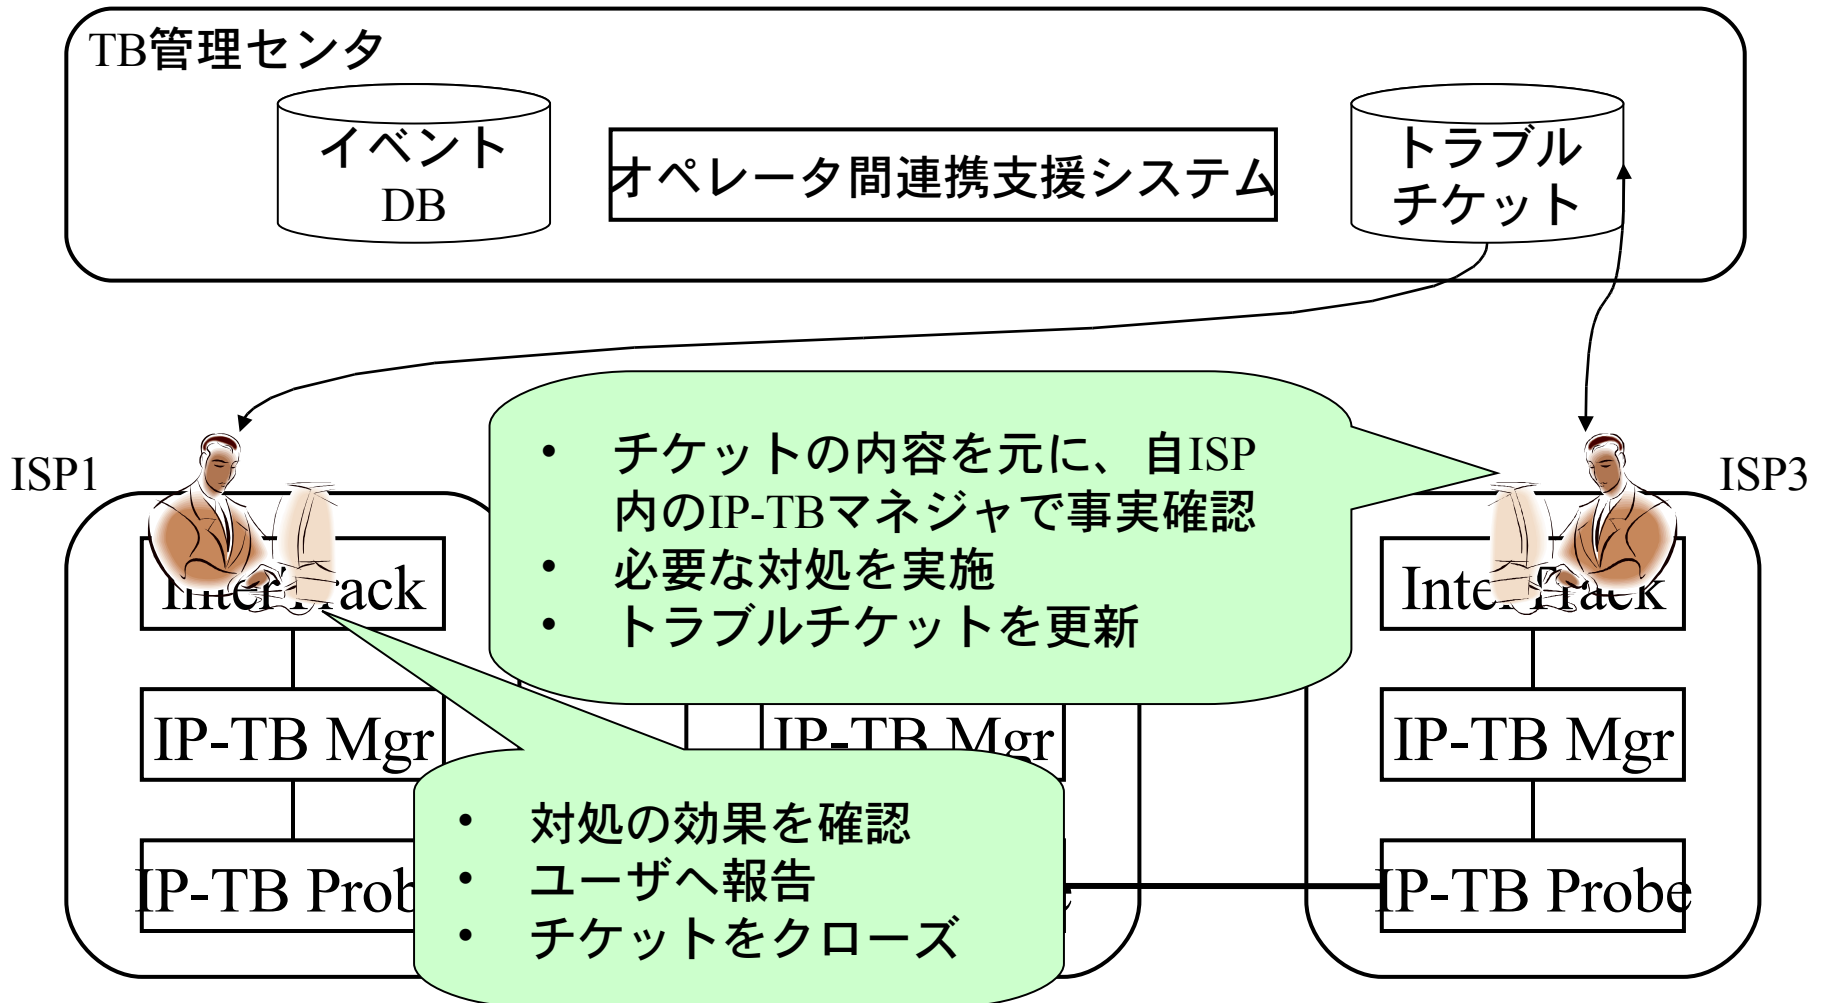 TB管理センタ
イベント
DB
オペレータ間連携支援システム
トラブル
チケット
ISP1
ISP3
• チケットの内容を元に、自ISP
内のIP-TBマネジャで事実確認
• 必要な対処を実施
• トラブルチケットを更新
InterTrack
InterTrack
IP-TB Mgr
IP-TB Mgr
IP-TB Mgr
• 対処の効果を確認
• ユーザへ報告
• チケットをクローズ
IP-TB Prob
IP-TB Probe